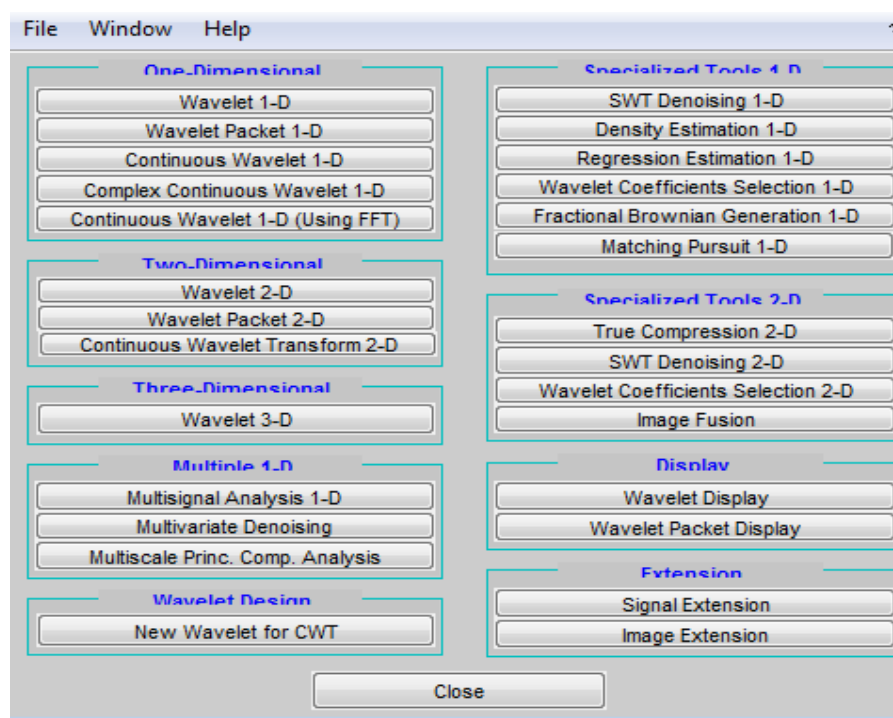 File Window Help
One-Dimensional
Wavelet 1-D
Wavelet Packet 1-D
Continuous Wavelet 1-D
Complex Continuous Wavelet 1-D
Continuous Wavelet 1-D (Using FFT)
Two-Dimensional
Wavelet 2-D
Wavelet Packet 2-D
Continuous Wavelet Transform 2-D
Three-Dimensional
Wavelet 3-D
Multiple 1-D
Multisignal Analysis 1-D
Multivariate Denoising
Multiscale Princ. Comp. Analysis
Wavelet Design
New Wavelet for CWT
Specialized Tools 1-D
SWT Denoising 1-D
Density Estimation 1-D
Regression Estimation 1-D
Wavelet Coefficients Selection 1-D
Fractional Brownian Generation 1-D
Matching Pursuit 1-D
Specialized Tools 2-D
True Compression 2-D
SWT Denoising 2-D
Wavelet Coefficients Selection 2-D
Image Fusion
Display
Wavelet Display
Wavelet Packet Display
Extension
Signal Extension
Image Extension
Close